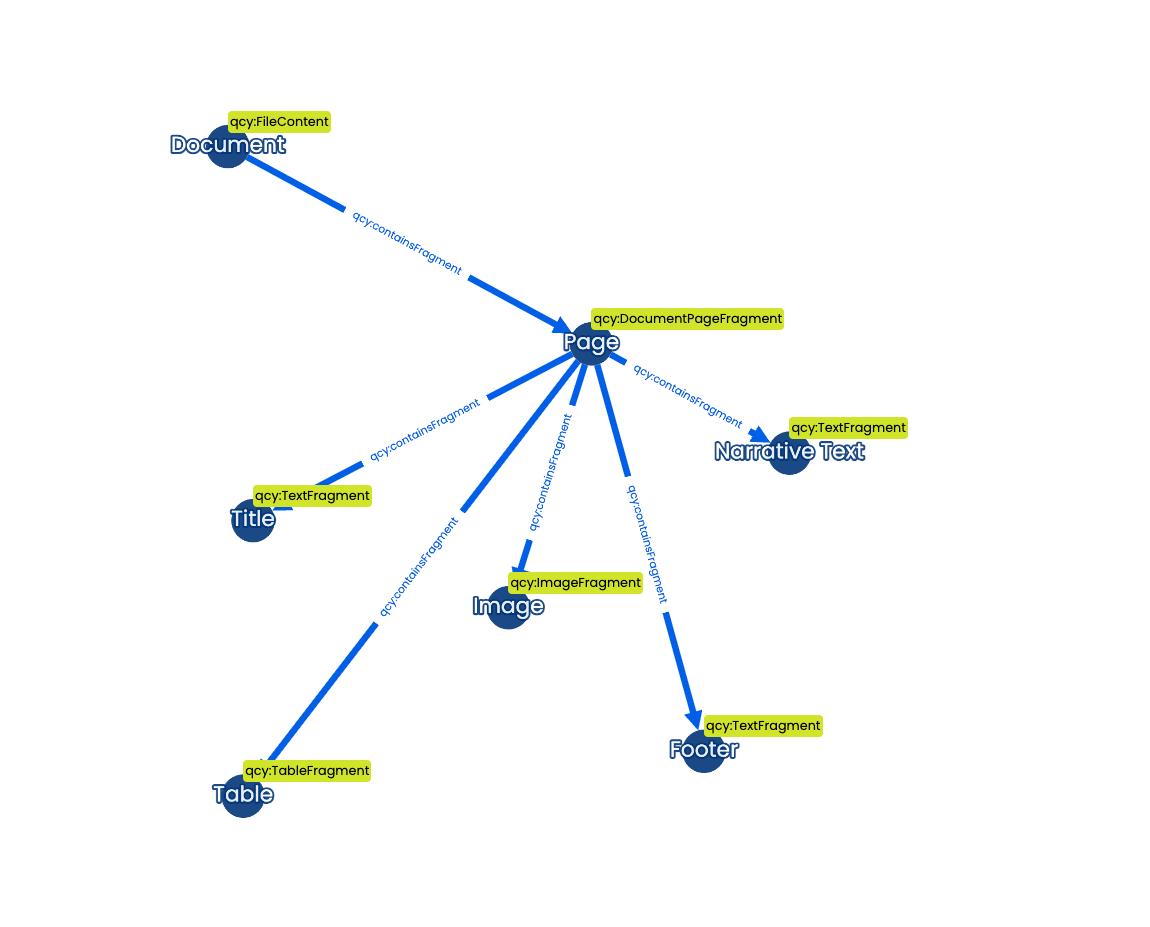 qcy:FileContent
Document
qcy:containsFragment
qcy:DocumentPageFragment
Page
qcy:containsFragment
qcy:containsFragment
qcy:containsFragment
qcy:containsFragment
qcy:containsFragment
qcy:TextFragment
Narrative Text
qcy:TextFragment
Title
qcy:ImageFragment
Image
qcy:TextFragment
Footer
qcy:TableFragment
Table